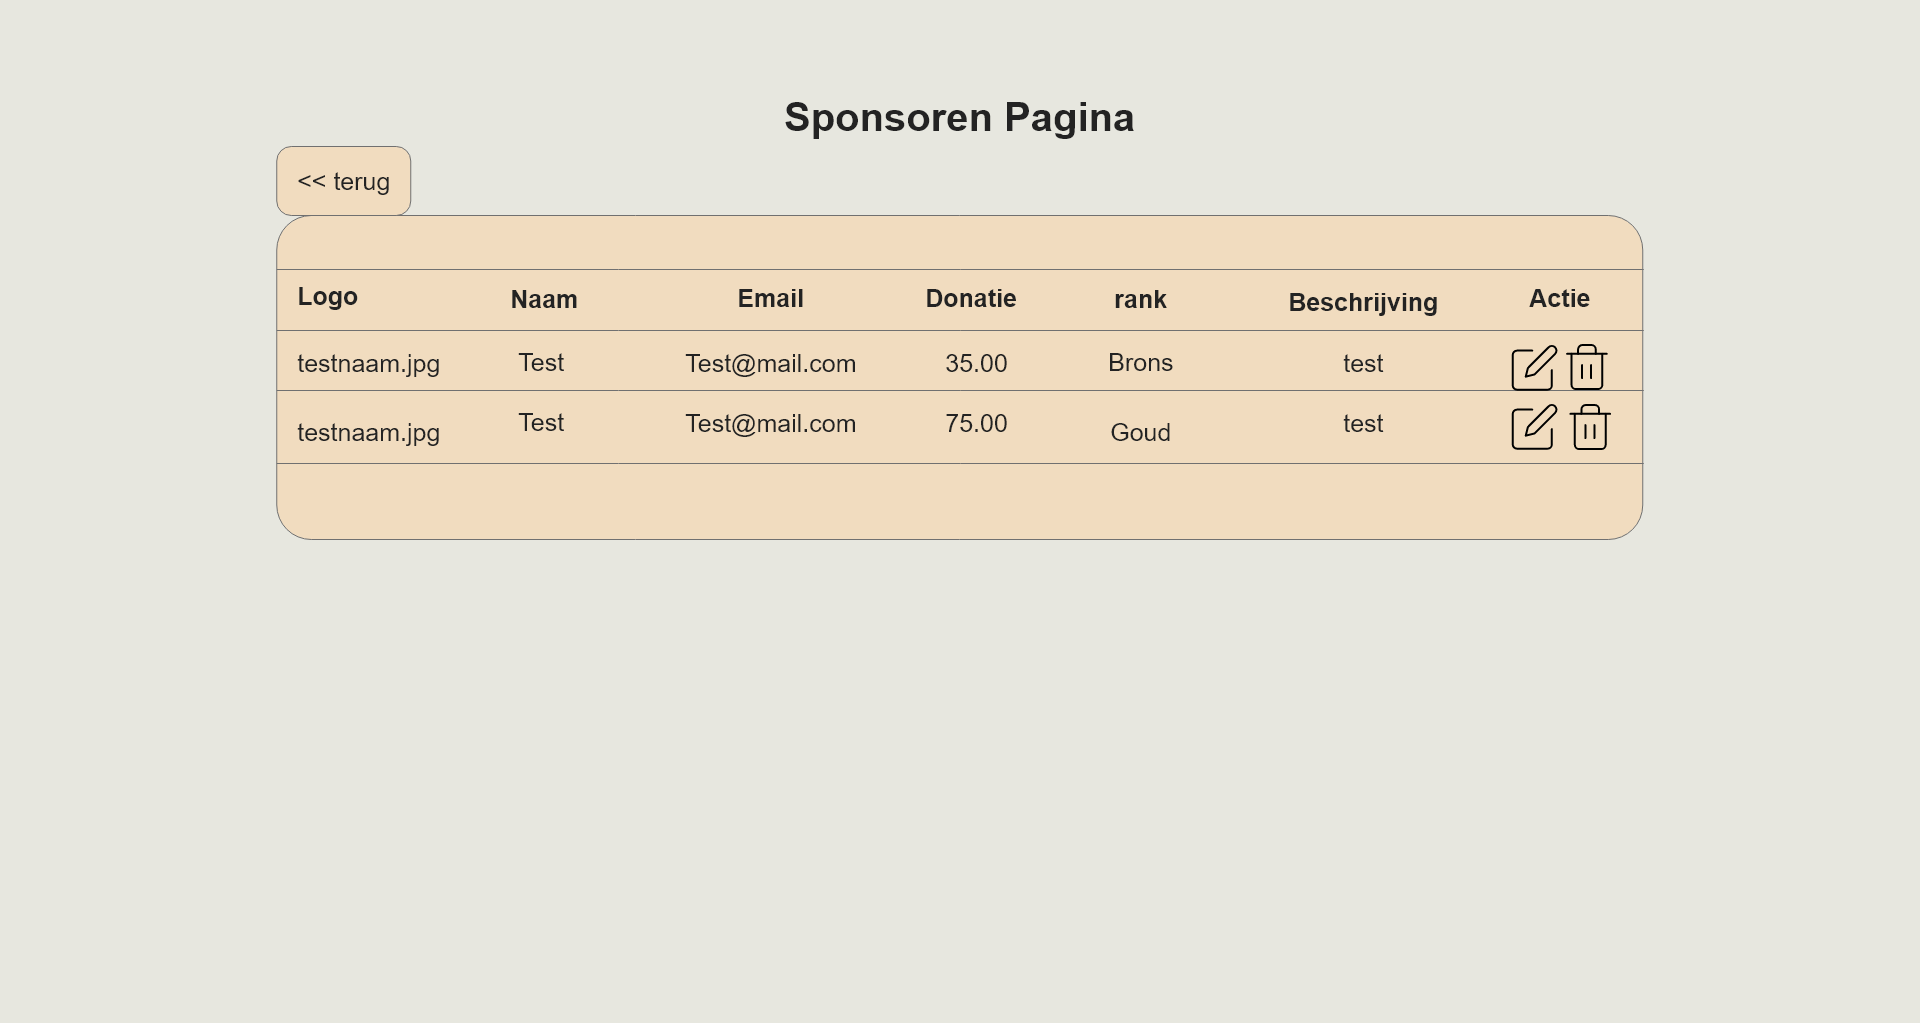 Sponsoren Pagina
<< terug
Logo Naam Email Donatie rank Beschrijving Actie
testnaam.jpg Test Test@mail.com 35.00 Brons test
testnaam.jpg Test Test@mail.com 75.00 Goud test